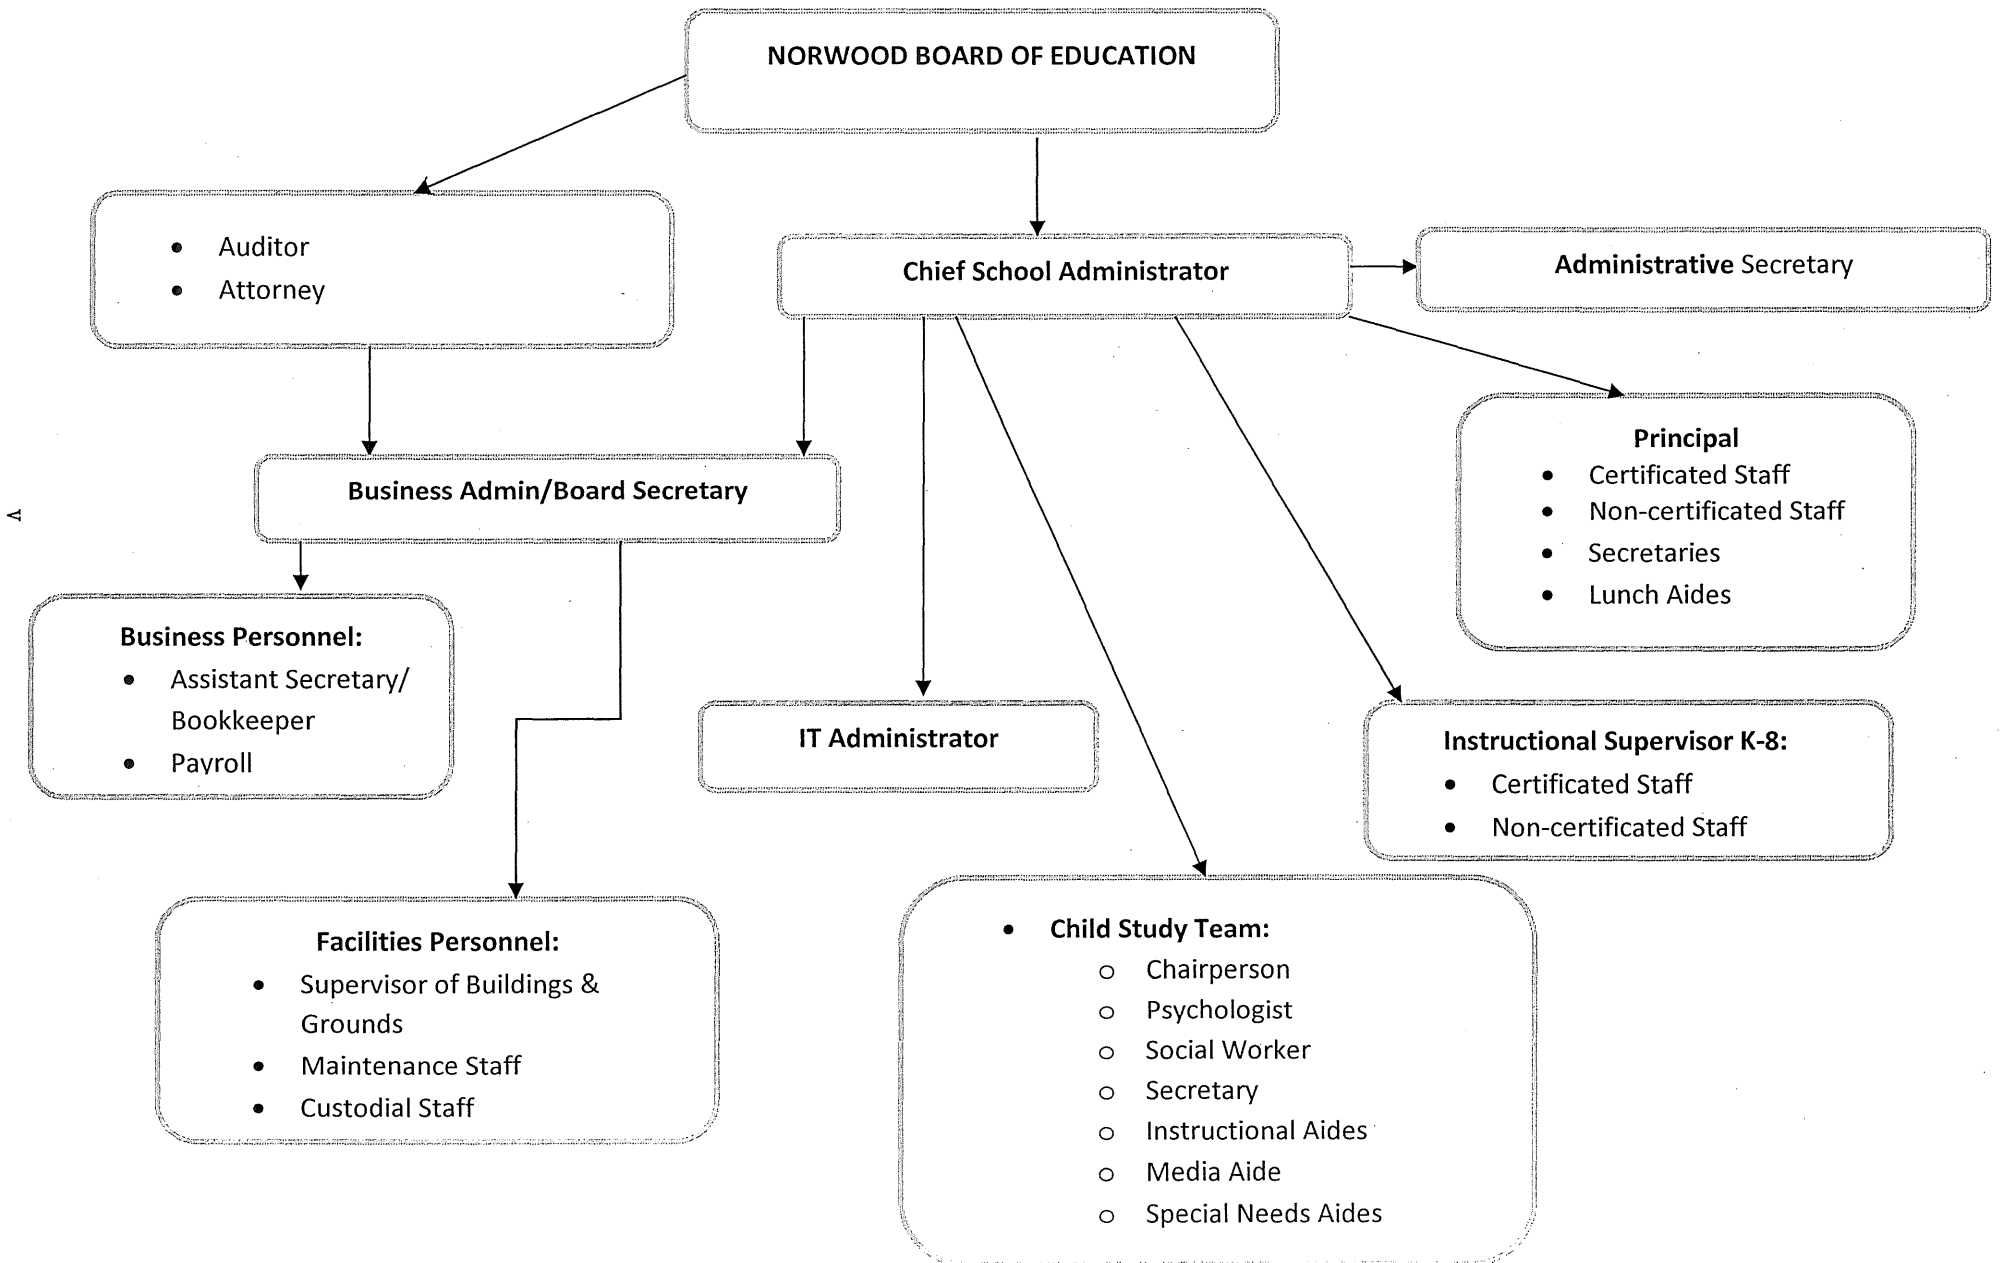 NORWOOD BOARD OF EDUCATION
• Auditor
• Attorney
Chief School Administrator
Administrative Secretary
Business Admin/Board Secretary
Principal
• Certificated Staff
• Non-certificated Staff
• Secretaries
• Lunch Aides
Business Personnel:
• Assistant Secretary/
Bookkeeper
• Payroll
IT Administrator
Instructional Supervisor K-8:
• Certificated Staff
• Non-certificated Staff
Facilities Personnel:
• Supervisor of Buildings &
Grounds
• Maintenance Staff
• Custodial Staff
• Child Study Team:
o Chairperson
o Psychologist
o Social Worker
o Secretary
o Instructional Aides
o Media Aide
o Special Needs Aides